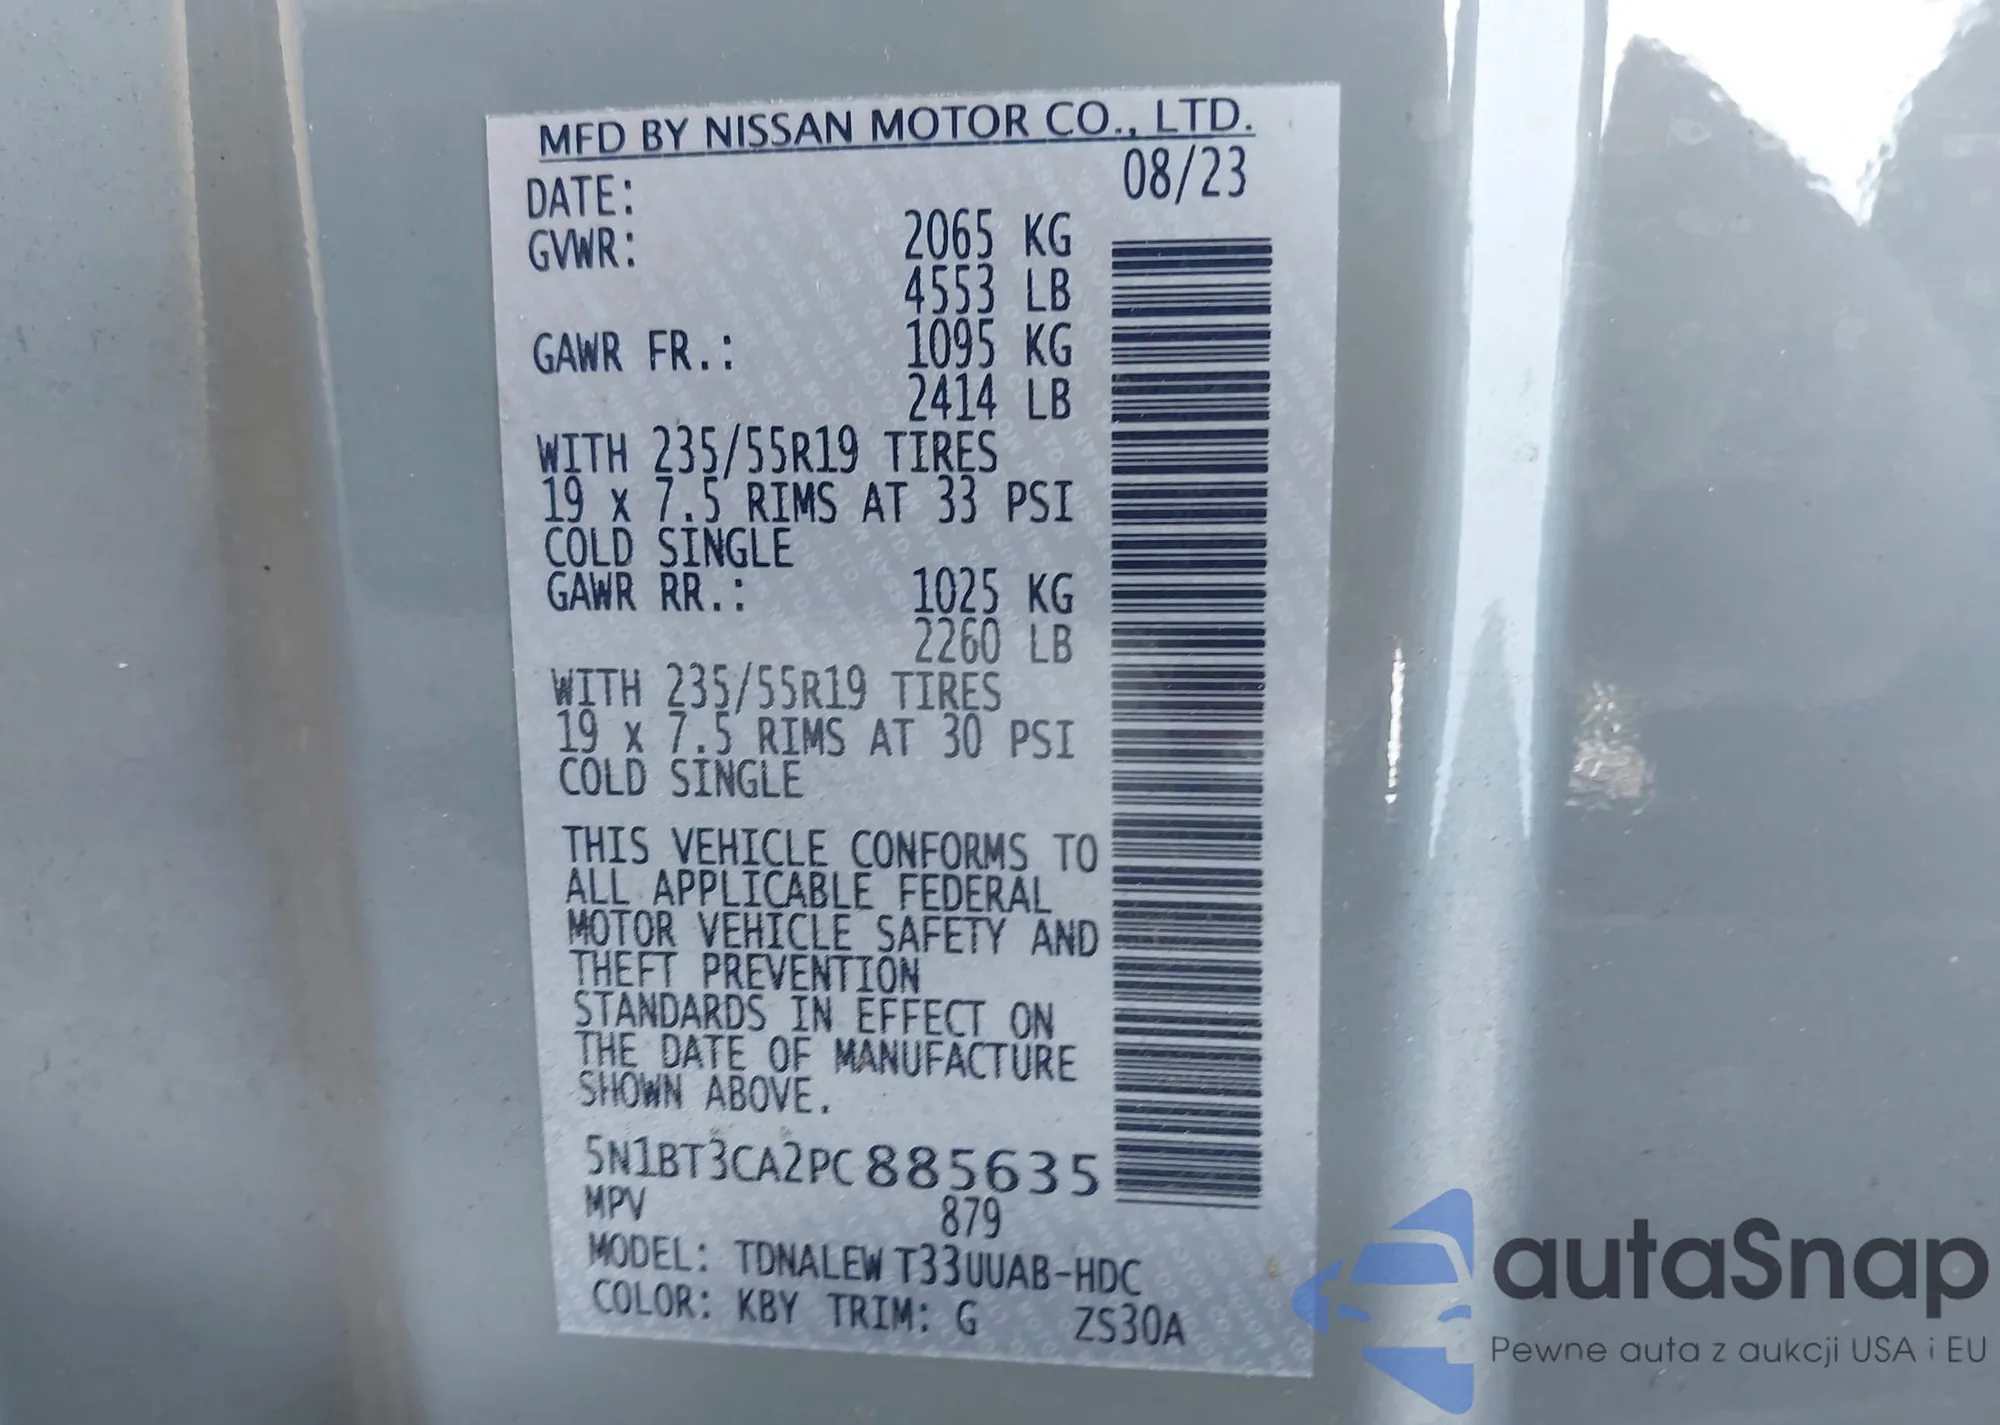 MFD BY NISSAN MOTOR CO., LTD.
DATE: 08/23
GVWR: 2065 KG
4553 LB
GAWR FR.: 1095 KG
2414 LB
WITH 235/55R19 TIRES
19 x 7.5 RIMS AT 33 PSI
COLD SINGLE
GAWR RR.: 1025 KG
2260 LB
WITH 235/55R19 TIRES
19 x 7.5 RIMS AT 30 PSI
COLD SINGLE
THIS VEHICLE CONFORMS TO
ALL APPLICABLE FEDERAL
MOTOR VEHICLE SAFETY AND
THEFT PREVENTION
STANDARDS IN EFFECT ON
THE DATE OF MANUFACTURE
SHOWN ABOVE.
5N1BT3CA2PC885635
MPV 879
MODEL: TDNALEW T33UUAB-HDC
COLOR: KBY TRIM: G ZS30A
autaSnap
Pewne auta z aukcji USA i EU